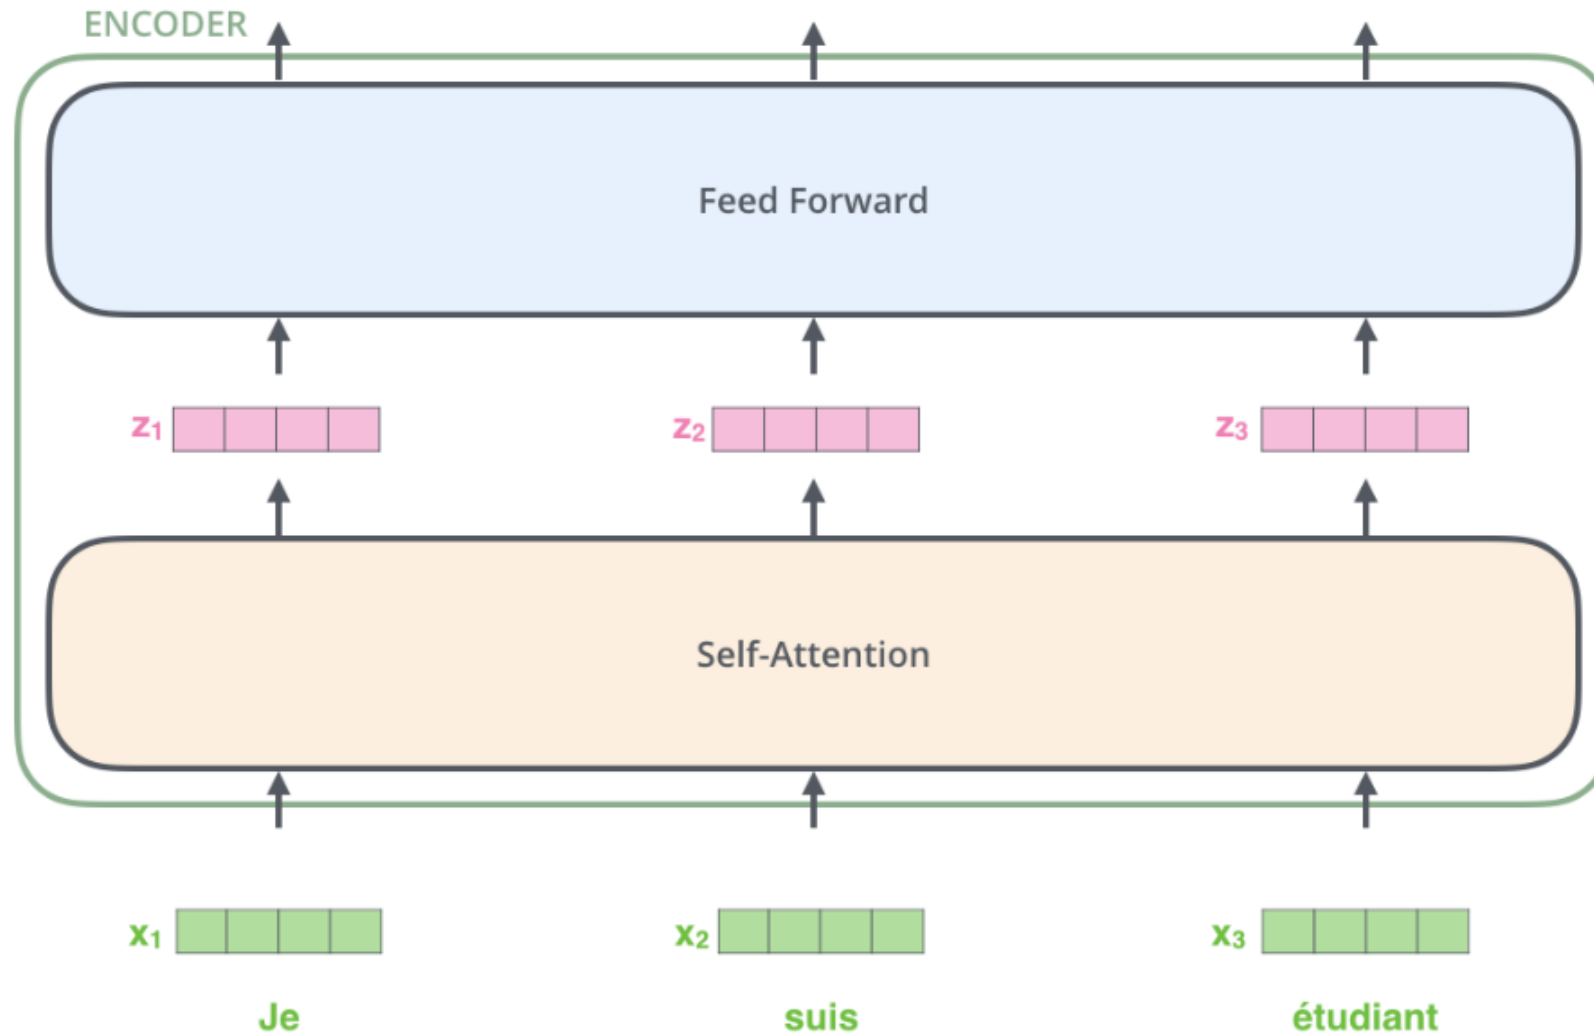 ENCODER
Feed Forward
z₁ z₂ z₃
Self-Attention
x₁ x₂ x₃
Je suis étudiant